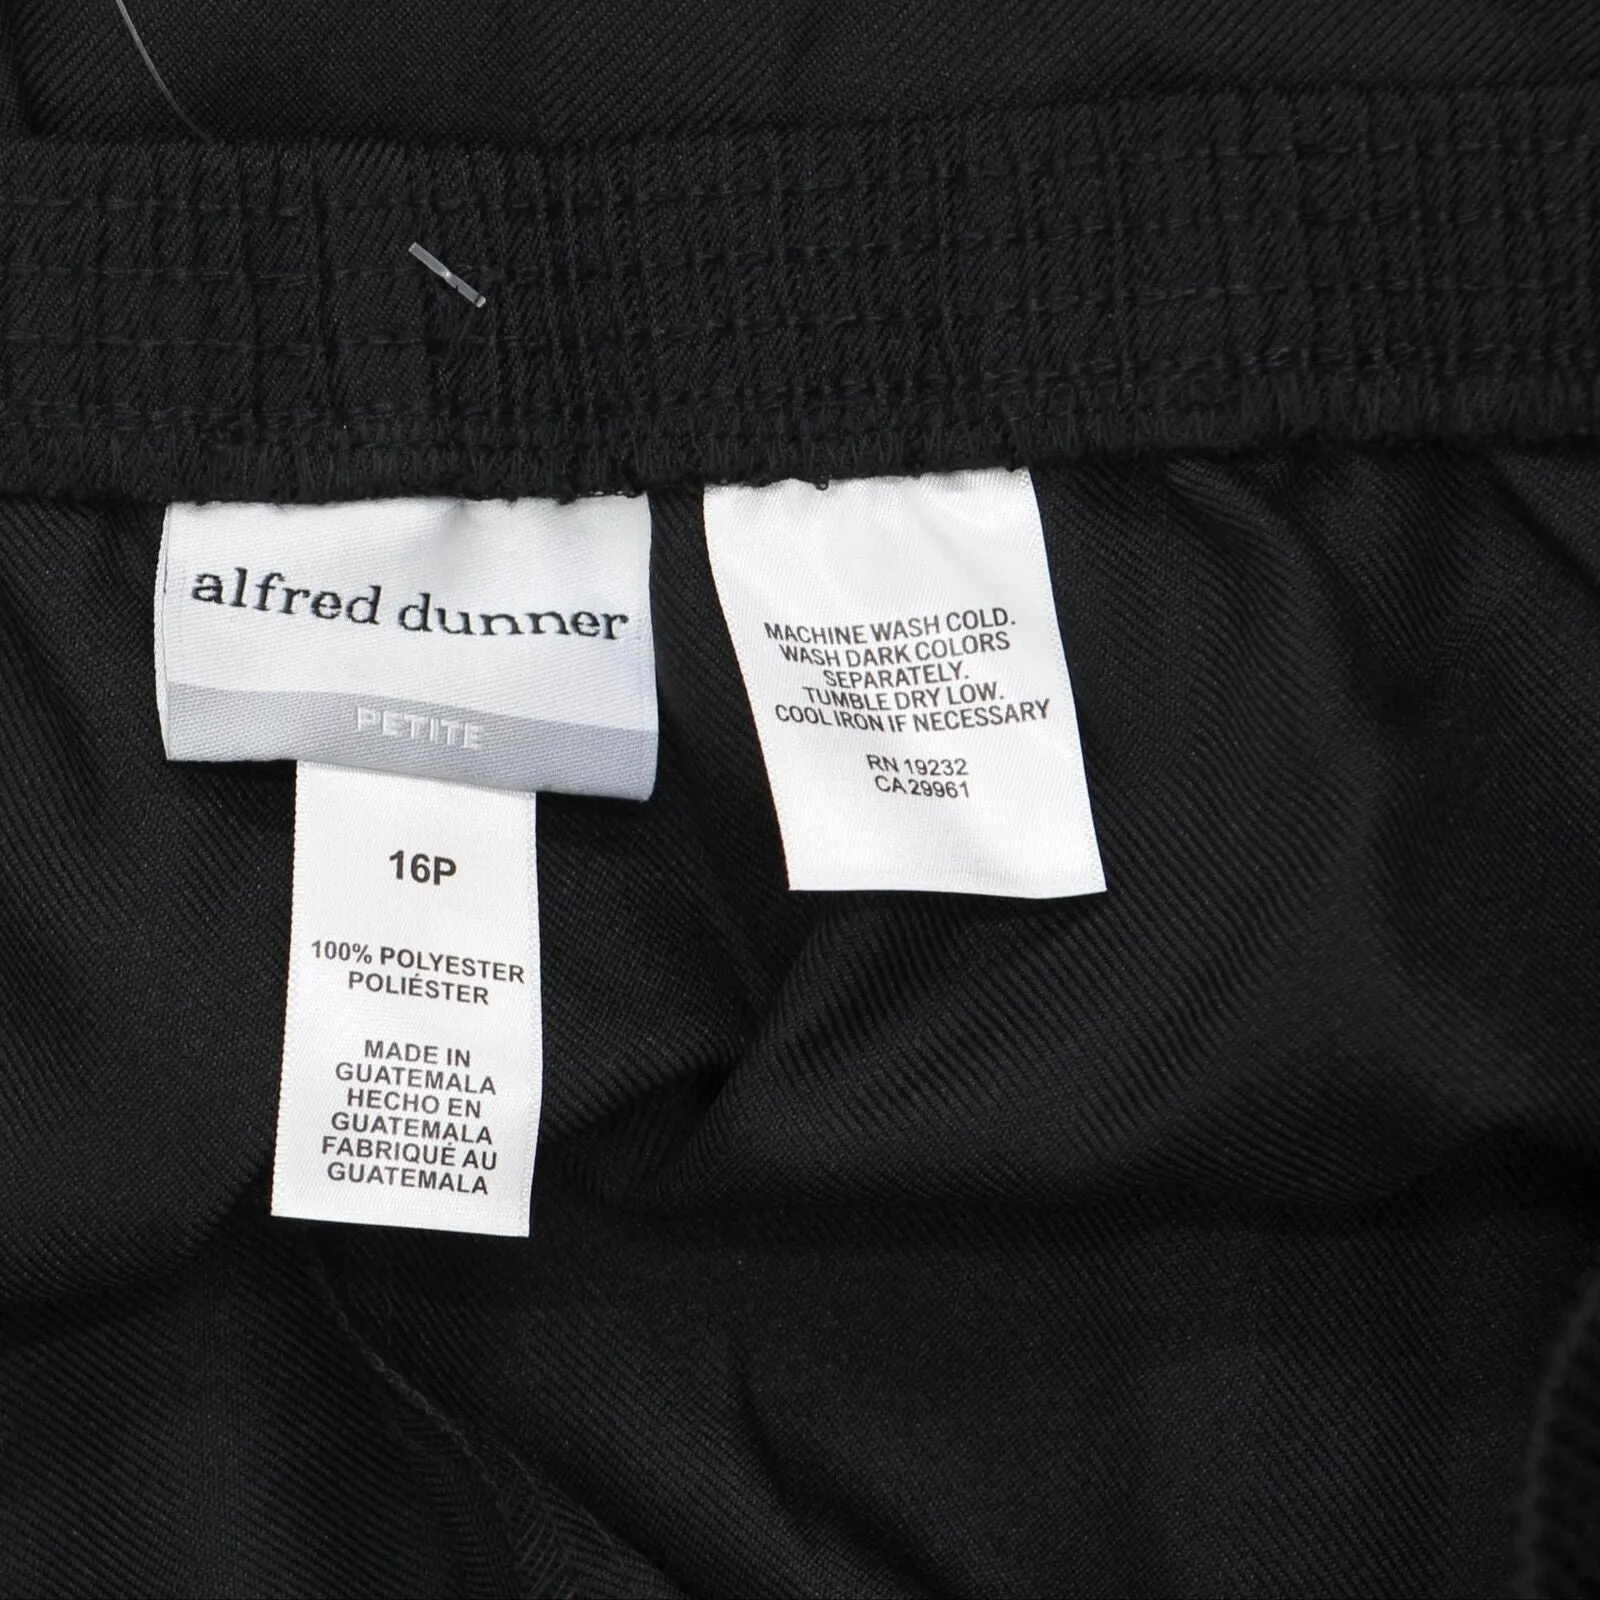 alfred dunner
PETITE
16P
100% POLYESTER
POLIÉSTER
MADE IN
GUATEMALA
HECHO EN
GUATEMALA
FABRIQUÉ AU
GUATEMALA
MACHINE WASH COLD.
WASH DARK COLORS
SEPARATELY.
TUMBLE DRY LOW.
COOL IRON IF NECESSARY
RN 19232
CA 29961